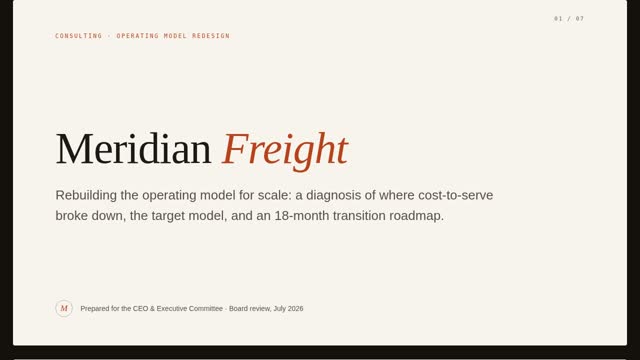 01 / 07
CONSULTING · OPERATING MODEL REDESIGN
Meridian Freight
Rebuilding the operating model for scale: a diagnosis of where cost-to-serve
broke down, the target model, and an 18-month transition roadmap.
M
Prepared for the CEO & Executive Committee · Board review, July 2026